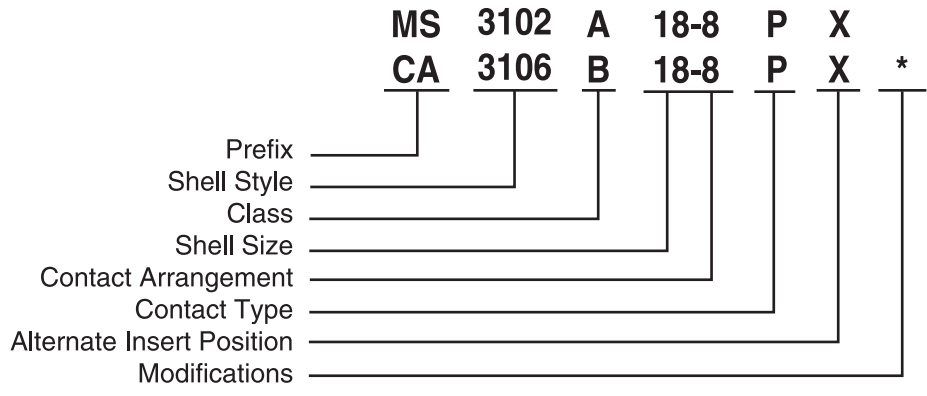 MS 3102 A 18-8 P X
CA 3106 B 18-8 P X *
Prefix
Shell Style
Class
Shell Size
Contact Arrangement
Contact Type
Alternate Insert Position
Modifications